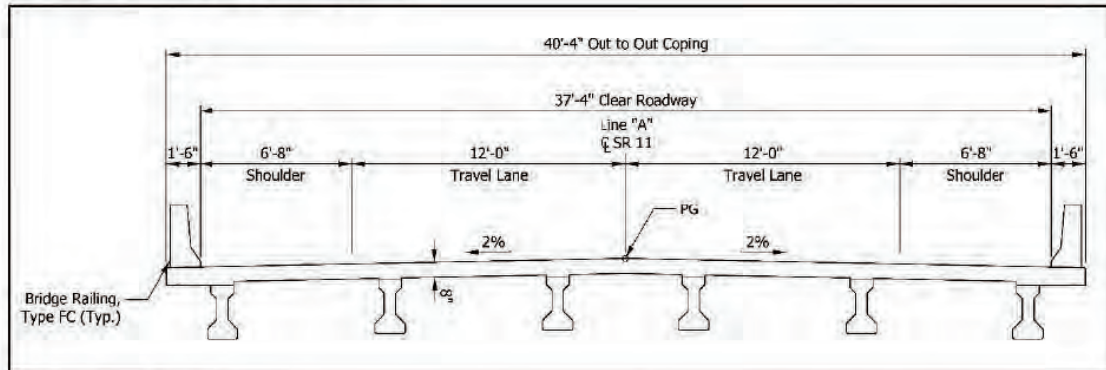 40'-4" Out to Out Coping
37'-4" Clear Roadway
Line "A"
℄ SR 11
1'-6" 6'-8" 12'-0" 12'-0" 6'-8" 1'-6"
Shoulder Travel Lane Travel Lane Shoulder
PG
2% 2%
8"
Bridge Railing,
Type FC (Typ.)